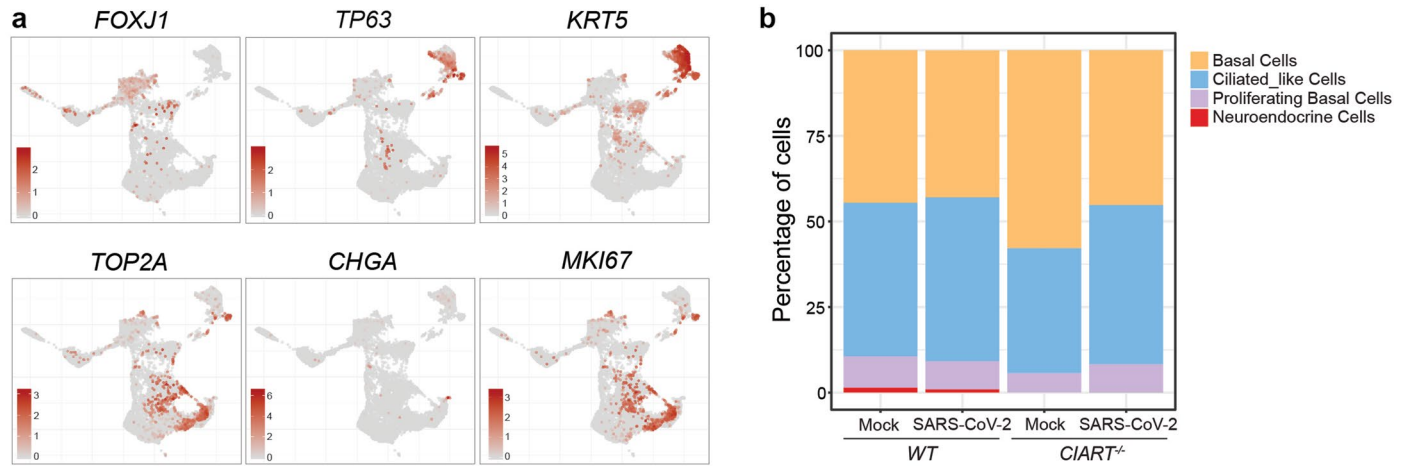 a
FOXJ1
TP63
KRT5
2
1
0
2
1
0
5
4
3
2
1
0
TOP2A
CHGA
MKI67
3
2
1
0
6
4
2
0
3
2
1
0
b
Percentage of cells
100
75
50
25
0
Mock SARS-CoV-2 Mock SARS-CoV-2
WT CIART-/-
Basal Cells
Ciliated_like Cells
Proliferating Basal Cells
Neuroendocrine Cells